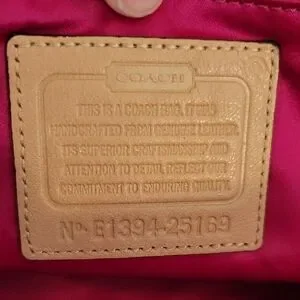 COACH
THIS IS A COACH BAG. IT WAS
HANDCRAFTED FROM GENUINE LEATHER.
ITS SUPERIOR CRAFTSMANSHIP AND
ATTENTION TO DETAIL REFLECT OUR
COMMITMENT TO ENDURING QUALITY.
Nº E1394-25169